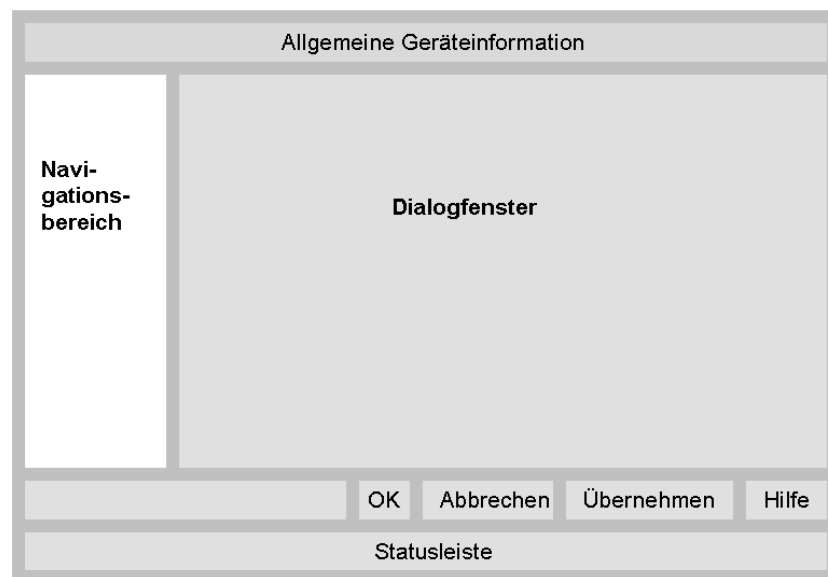 Allgemeine Geräteinformation
Navi-
gations-
bereich
Dialogfenster
OK
Abbrechen
Übernehmen
Hilfe
Statusleiste